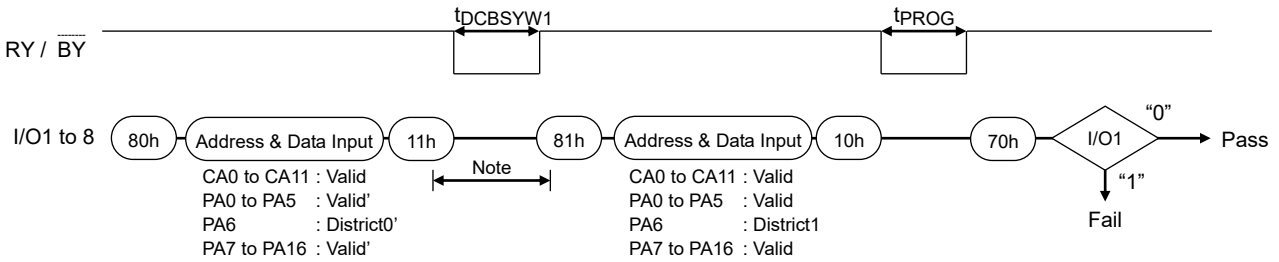 tDCBSYW1 tPROG
RY / BY
I/O1 to 8 80h Address & Data Input 11h 81h Address & Data Input 10h 70h I/O1 “0” Pass
Note
“1”
Fail
CA0 to CA11 : Valid
PA0 to PA5 : Valid’
PA6 : District0’
PA7 to PA16 : Valid’
CA0 to CA11 : Valid
PA0 to PA5 : Valid
PA6 : District1
PA7 to PA16 : Valid